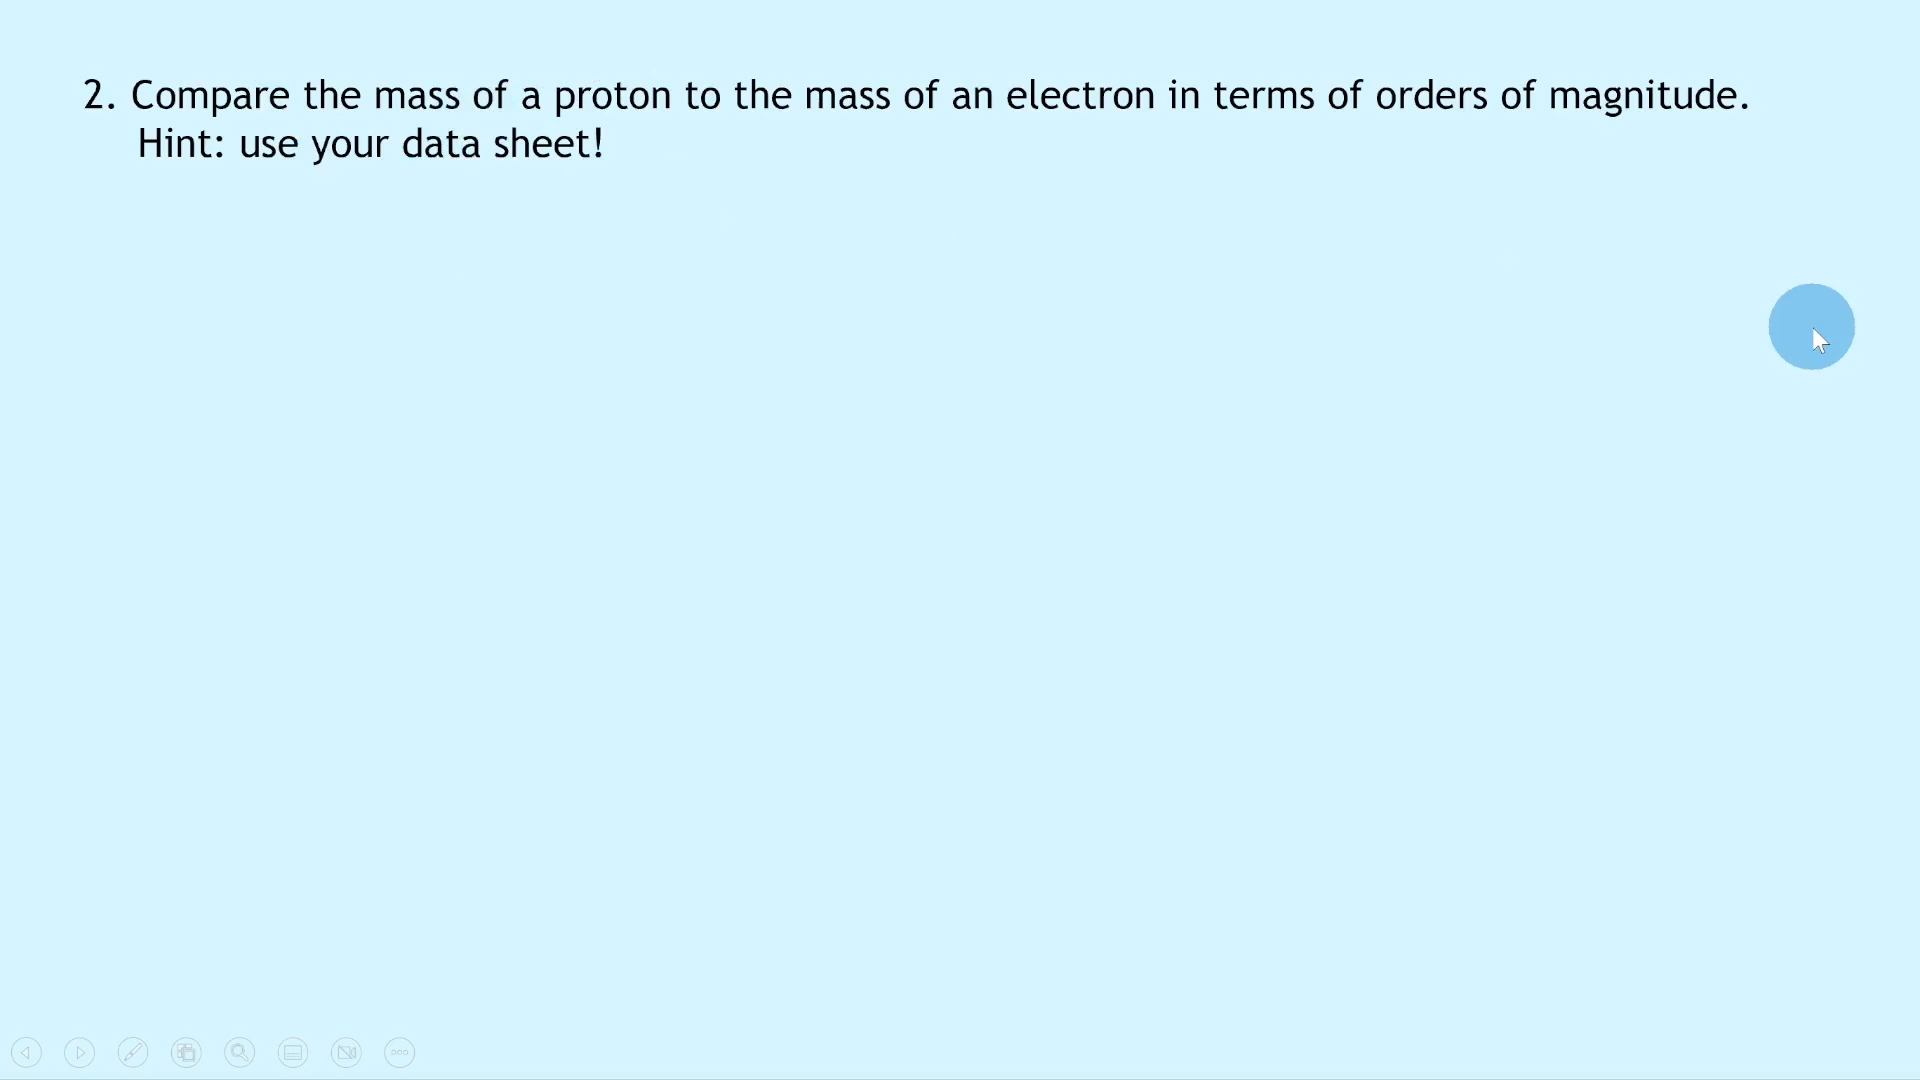 2. Compare the mass of a proton to the mass of an electron in terms of orders of magnitude.
Hint: use your data sheet!